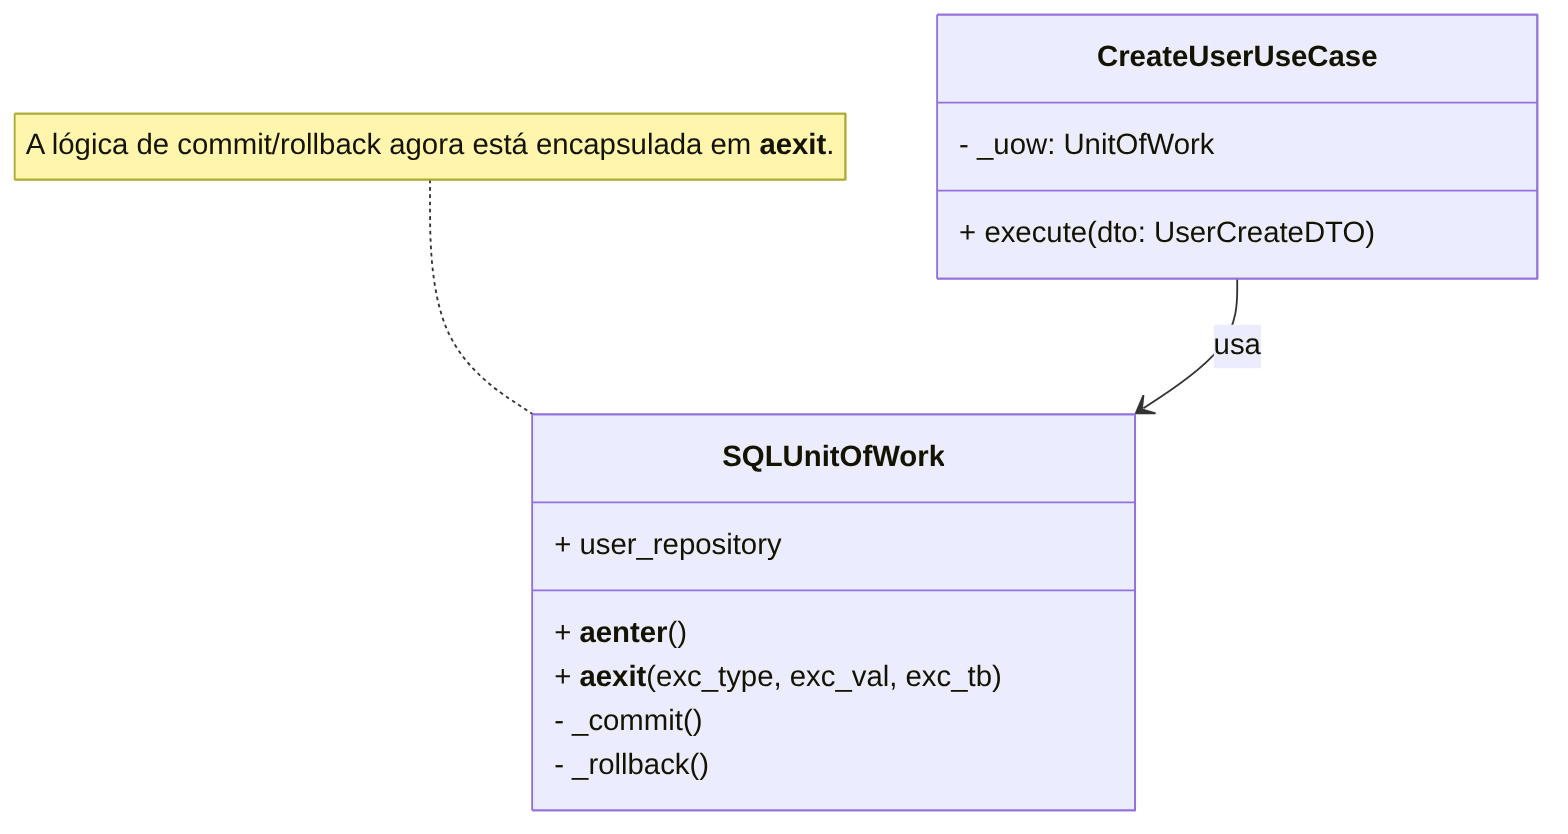 CreateUserUseCase
- _uow: UnitOfWork
+ execute(dto: UserCreateDTO)
A lógica de commit/rollback agora está encapsulada em aexit.
usa
SQLUnitOfWork
+ user_repository
+ aenter()
+ aexit(exc_type, exc_val, exc_tb)
- _commit()
- _rollback()